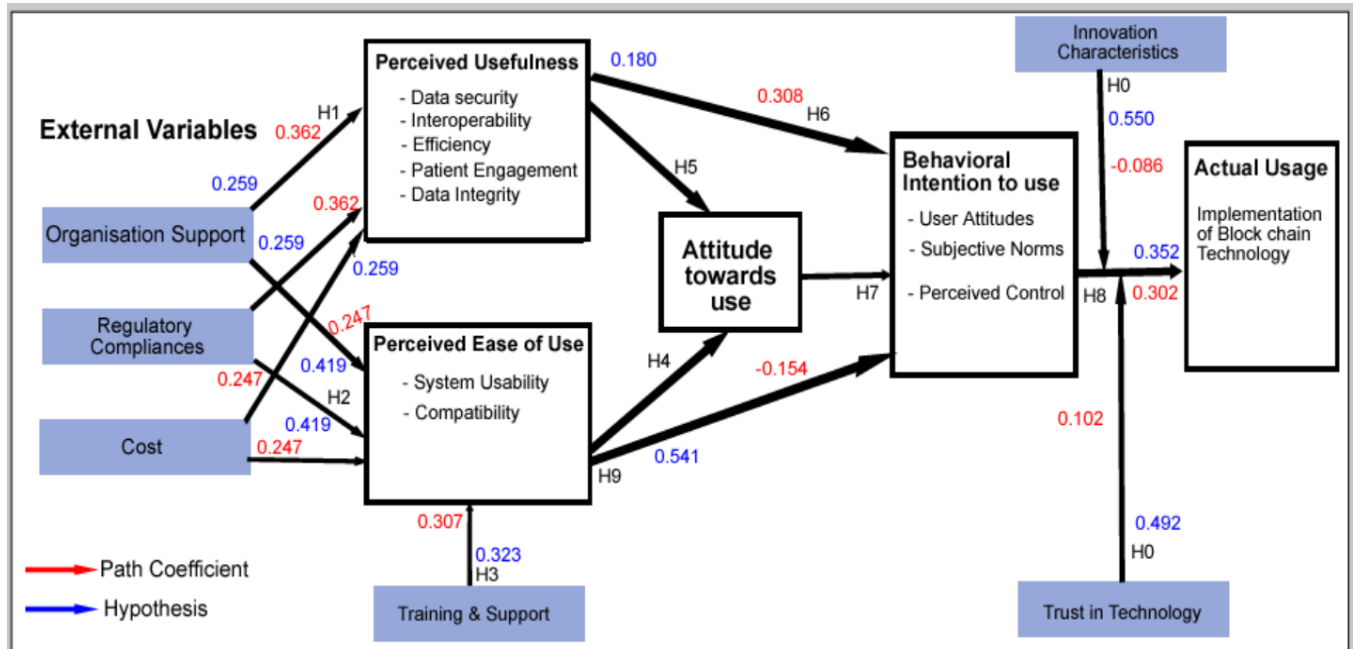 External Variables
Organisation Support
Regulatory
Compliances
Cost
0.362
H1
0.259
0.362
0.259
0.259
0.247
0.419
0.247
H2
0.419
0.247
Perceived Usefulness
- Data security
- Interoperability
- Efficiency
- Patient Engagement
- Data Integrity
Perceived Ease of Use
- System Usability
- Compatibility
0.307
0.323
H3
Training & Support
0.180
0.308
H6
H5
Attitude
towards
use
H4
H7
-0.154
0.541
H9
Behavioral
Intention to use
- User Attitudes
- Subjective Norms
- Perceived Control
Innovation
Characteristics
H0
0.550
-0.086
0.352
H8
0.302
0.102
0.492
H0
Trust in Technology
Actual Usage
Implementation
of Block chain
Technology
Path Coefficient
Hypothesis